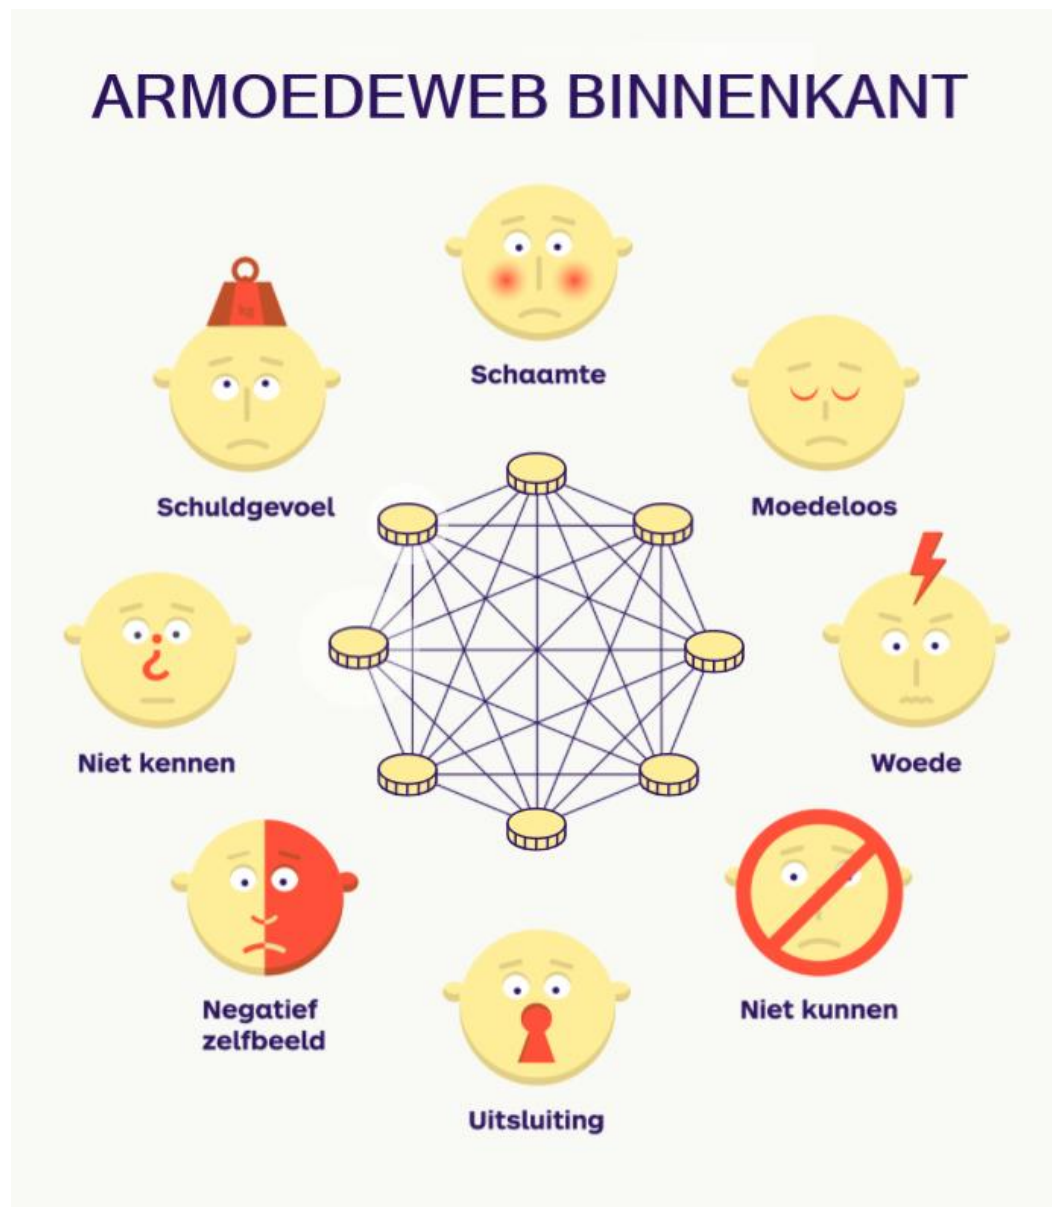 ARMOEDEWEB BINNENKANT
Schaamte
Schuldgevoel
Moedeloos
Niet kennen
Woede
Negatief
zelfbeeld
Niet kunnen
Uitsluiting